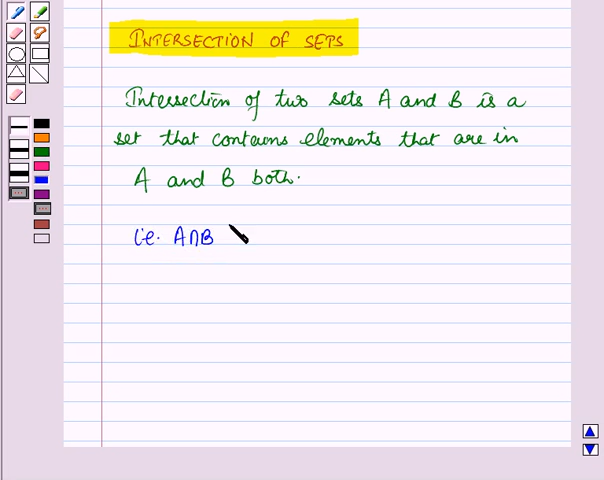 INTERSECTION OF SETS
Intersection of two sets A and B is a
set that contains elements that are in
A and B both.
i.e. A∩B